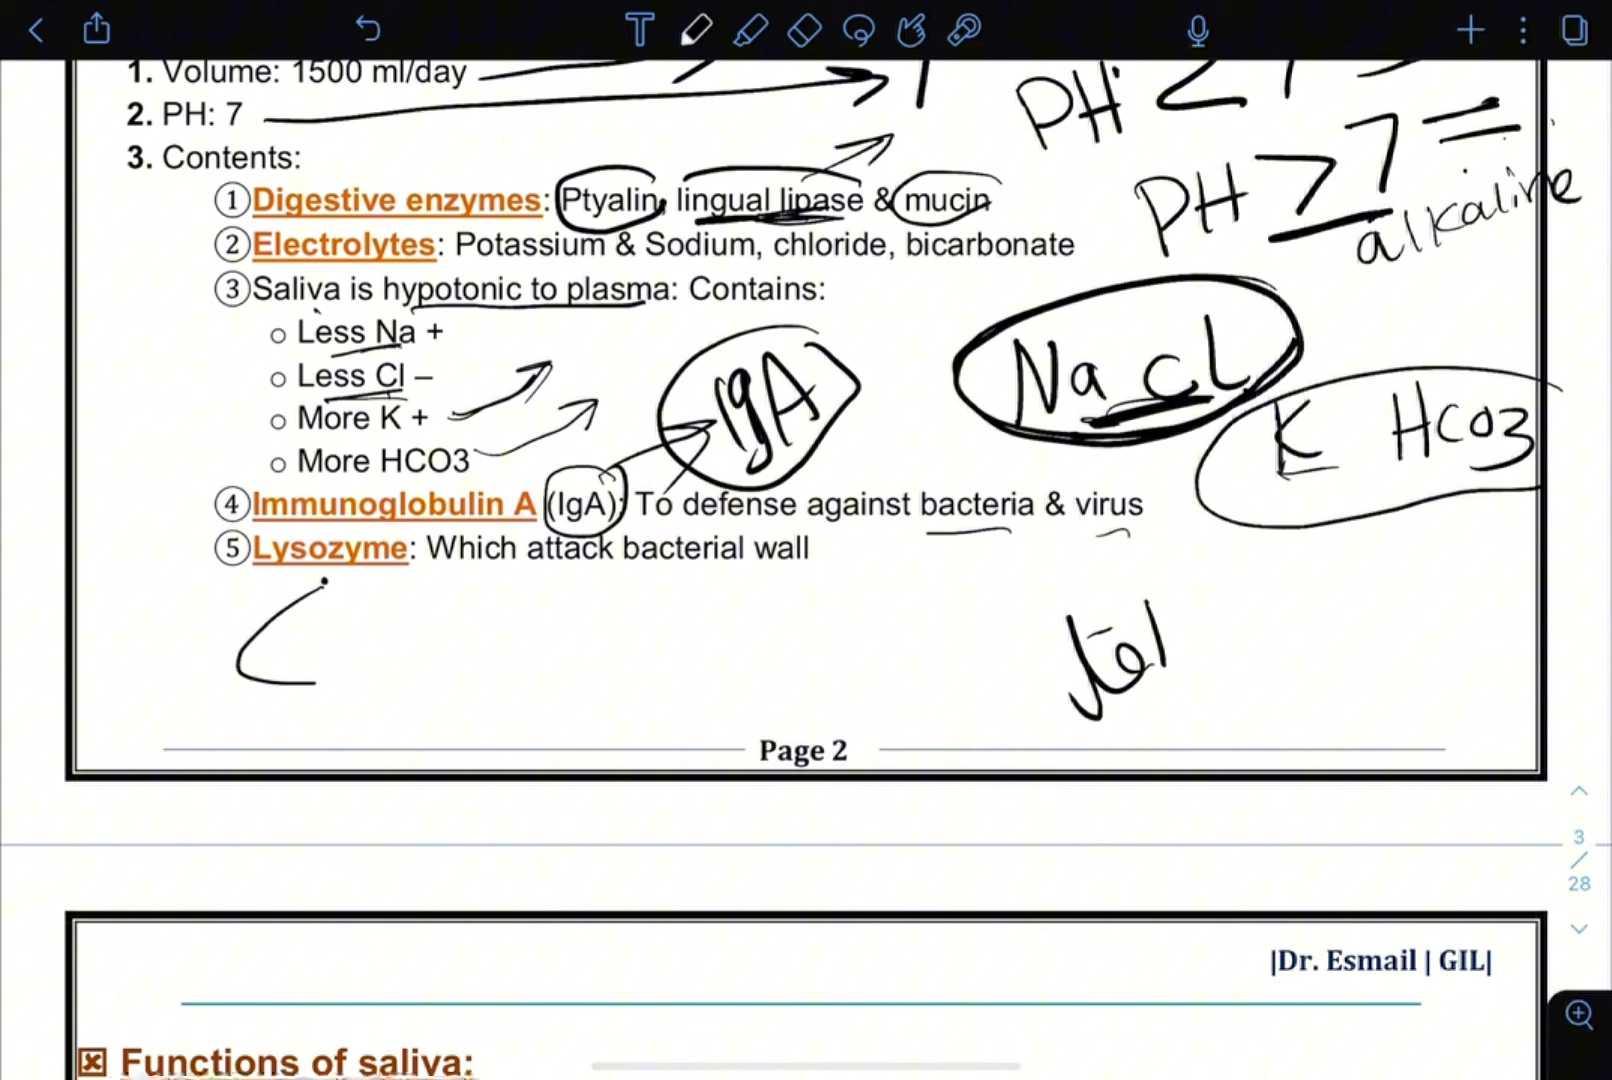 1. Volume: 1500 ml/day
2. PH: 7
PH <
PH > 7 =
alkaline
3. Contents:
①Digestive enzymes: Ptyalin, lingual lipase & mucin
②Electrolytes: Potassium & Sodium, chloride, bicarbonate
③Saliva is hypotonic to plasma: Contains:
o Less Na +
o Less Cl –
o More K +
o More HCO3
IgA
Na cL
K HCO3
④Immunoglobulin A (IgA): To defense against bacteria & virus
⑤Lysozyme: Which attack bacterial wall
Page 2
3
/
28
|Dr. Esmail | GIL|
Functions of saliva: